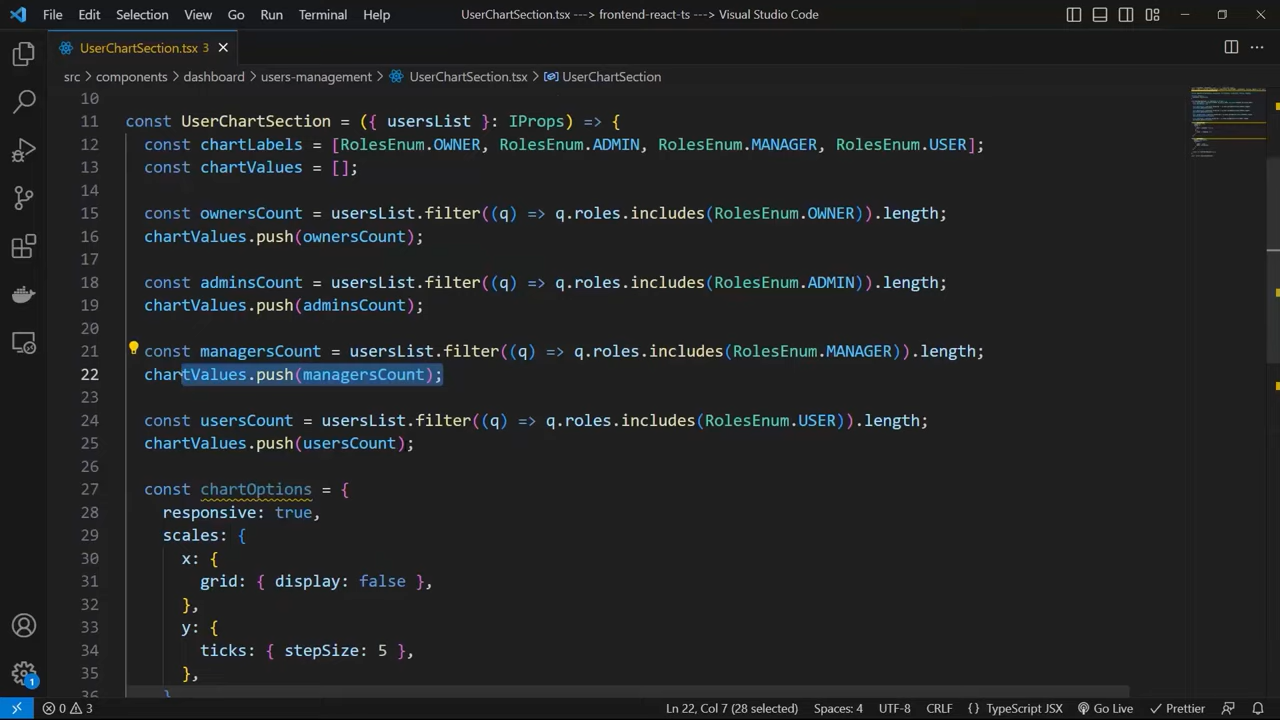 File Edit Selection View Go Run Terminal Help UserChartSection.tsx ---> frontend-react-ts ---> Visual Studio Code
UserChartSection.tsx 3
src > components > dashboard > users-management > UserChartSection.tsx > UserChartSection
10
11 const UserChartSection = ({ usersList } IProps) => {
12 const chartLabels = [RolesEnum.OWNER, RolesEnum.ADMIN, RolesEnum.MANAGER, RolesEnum.USER];
13 const chartValues = [];
14
15 const ownersCount = usersList.filter((q) => q.roles.includes(RolesEnum.OWNER)).length;
16 chartValues.push(ownersCount);
17
18 const adminsCount = usersList.filter((q) => q.roles.includes(RolesEnum.ADMIN)).length;
19 chartValues.push(adminsCount);
20
21 const managersCount = usersList.filter((q) => q.roles.includes(RolesEnum.MANAGER)).length;
22 chartValues.push(managersCount);
23
24 const usersCount = usersList.filter((q) => q.roles.includes(RolesEnum.USER)).length;
25 chartValues.push(usersCount);
26
27 const chartOptions = {
28 responsive: true,
29 scales: {
30 x: {
31 grid: { display: false },
32 },
33 y: {
34 ticks: { stepSize: 5 },
35 },
36 }
1
0 3 Ln 22, Col 7 (28 selected) Spaces: 4 UTF-8 CRLF {} TypeScript JSX Go Live Prettier